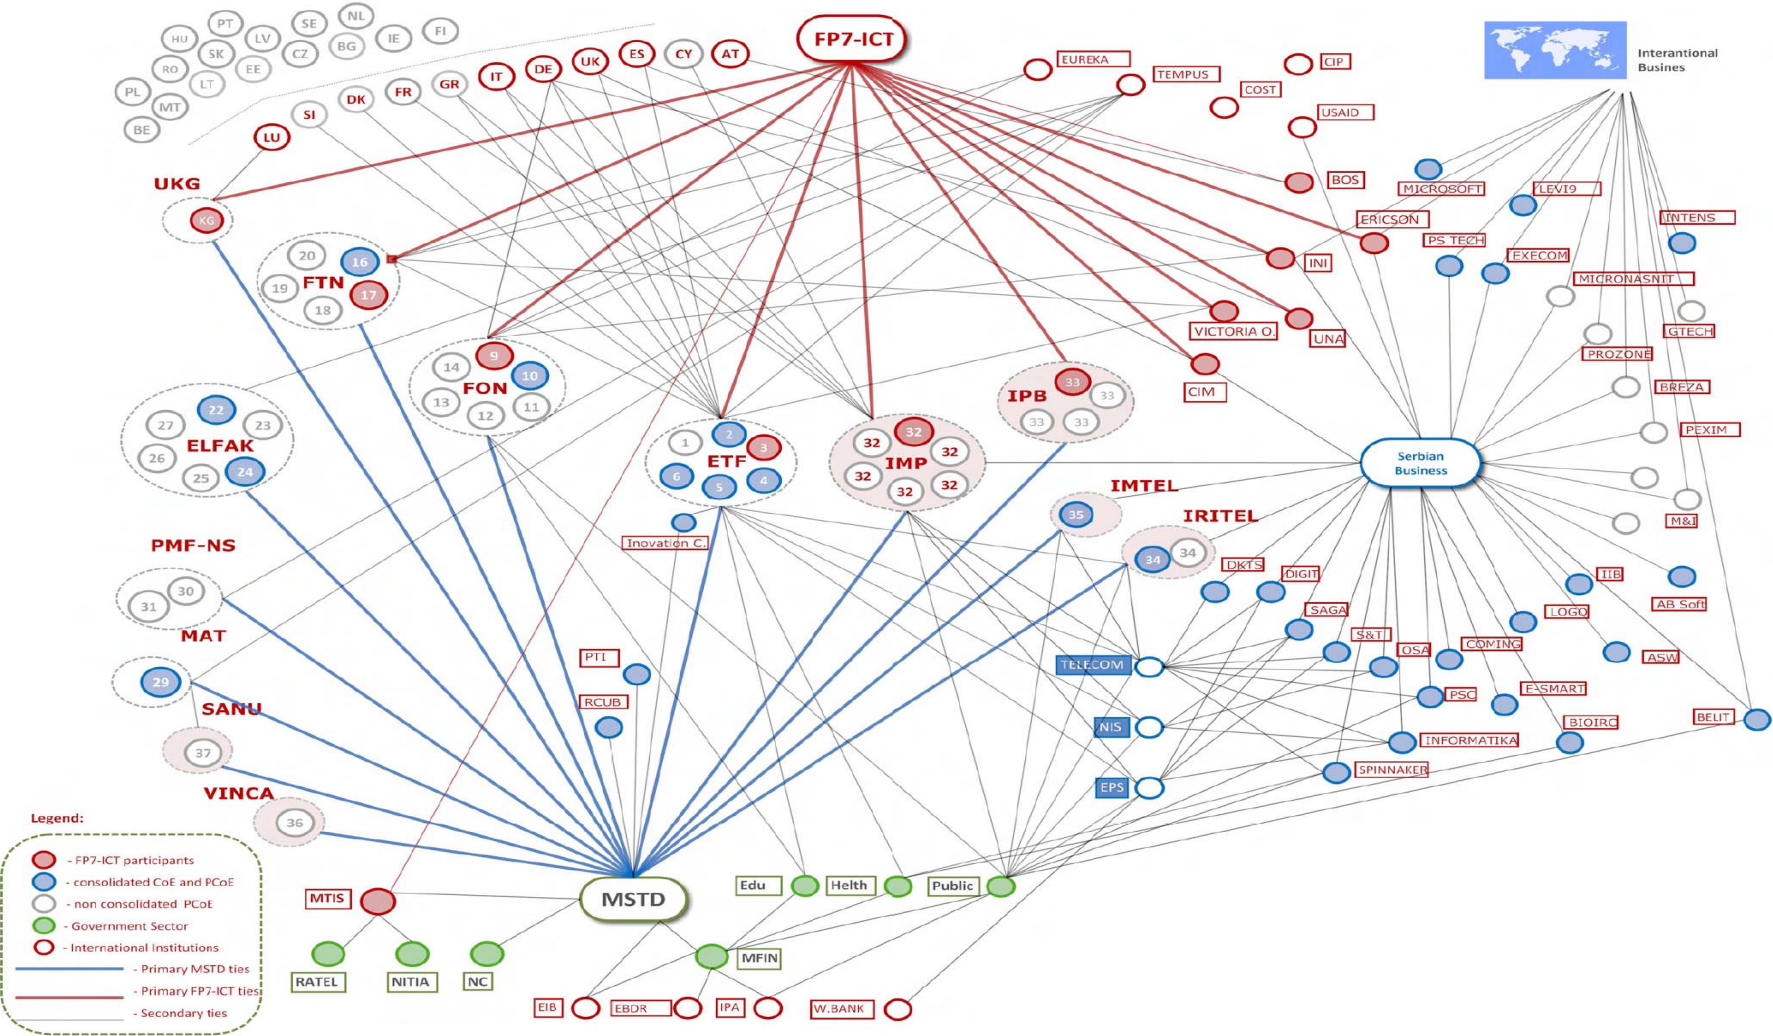 FP7-ICT
Interantional
Busines
PT
SE
NL
HU
LV
IE
FI
SK
CZ
BG
RO
EE
LT
PL
MT
BE
LU
SI
DK
FR
GR
IT
DE
UK
ES
CY
AT
EUREKA
TEMPUS
CIP
COST
USAID
BOS
MICROSOFT
LEVI9
ERICSON
INTENS
PS TECH
EXECOM
INI
MICRONASNIT
VICTORIA O.
UNA
GTECH
PROZONE
CIM
BREZA
PEXIM
M&I
UKG
KG
20
16
FTN
19
17
18
14
9
FON
10
13
12
11
22
27
23
ELFAK
26
25
24
1
2
3
ETF
6
5
4
Inovation C.
32
32
32
IMP
32
32
32
IPB
33
33
33
33
Serbian
Business
IMTEL
35
IRITEL
34
34
PMF-NS
30
31
MAT
29
SANU
37
VINCA
36
PTI
RCUB
DKTS
DIGIT
SAGA
S&T
OSA
COMING
LOGO
IIB
AB Soft
ASW
TELECOM
PSC
E-SMART
NIS
INFORMATIKA
BIOIRC
BELIT
EPS
SPINNAKER
Legend:
- FP7-ICT participants
- consolidated CoE and PCoE
- non consolidated PCoE
- Government Sector
- International Institutions
- Primary MSTD ties
- Primary FP7-ICT ties
- Secondary ties
MTIS
MSTD
Edu
Helth
Public
RATEL
NITIA
NC
MFIN
EIB
EBDR
IPA
W.BANK